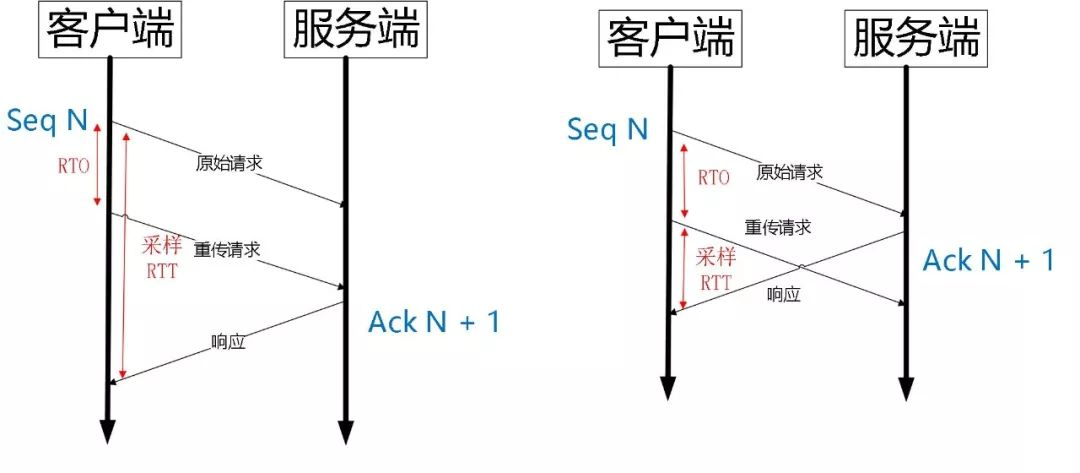 客户端
服务端
Seq N
RTO
原始请求
重传请求
采样
RTT
Ack N + 1
响应
客户端
服务端
Seq N
RTO
原始请求
重传请求
采样
RTT
Ack N + 1
响应